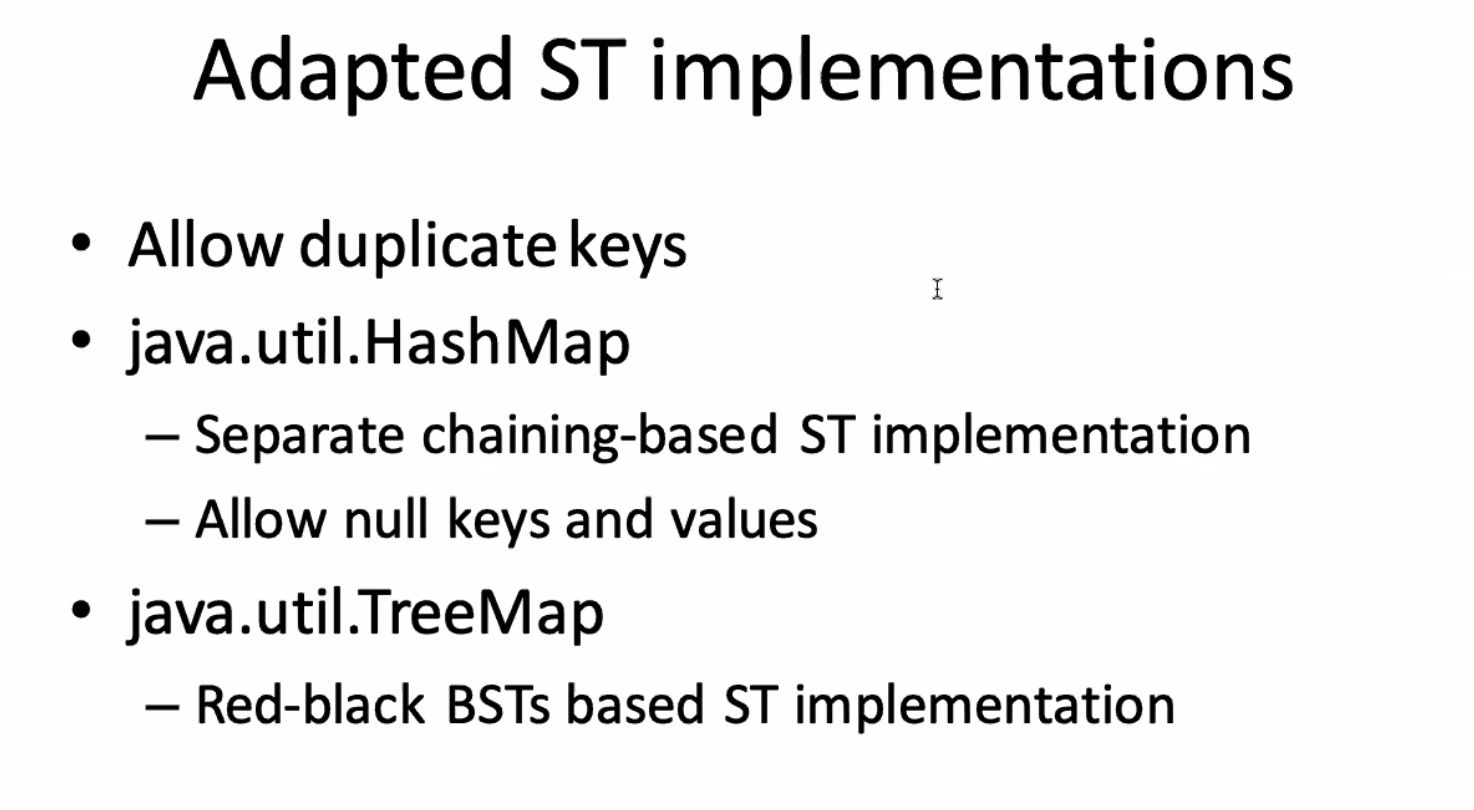 Adapted ST implementations
• Allow duplicate keys
• java.util.HashMap
– Separate chaining-based ST implementation
– Allow null keys and values
• java.util.TreeMap
– Red-black BSTs based ST implementation